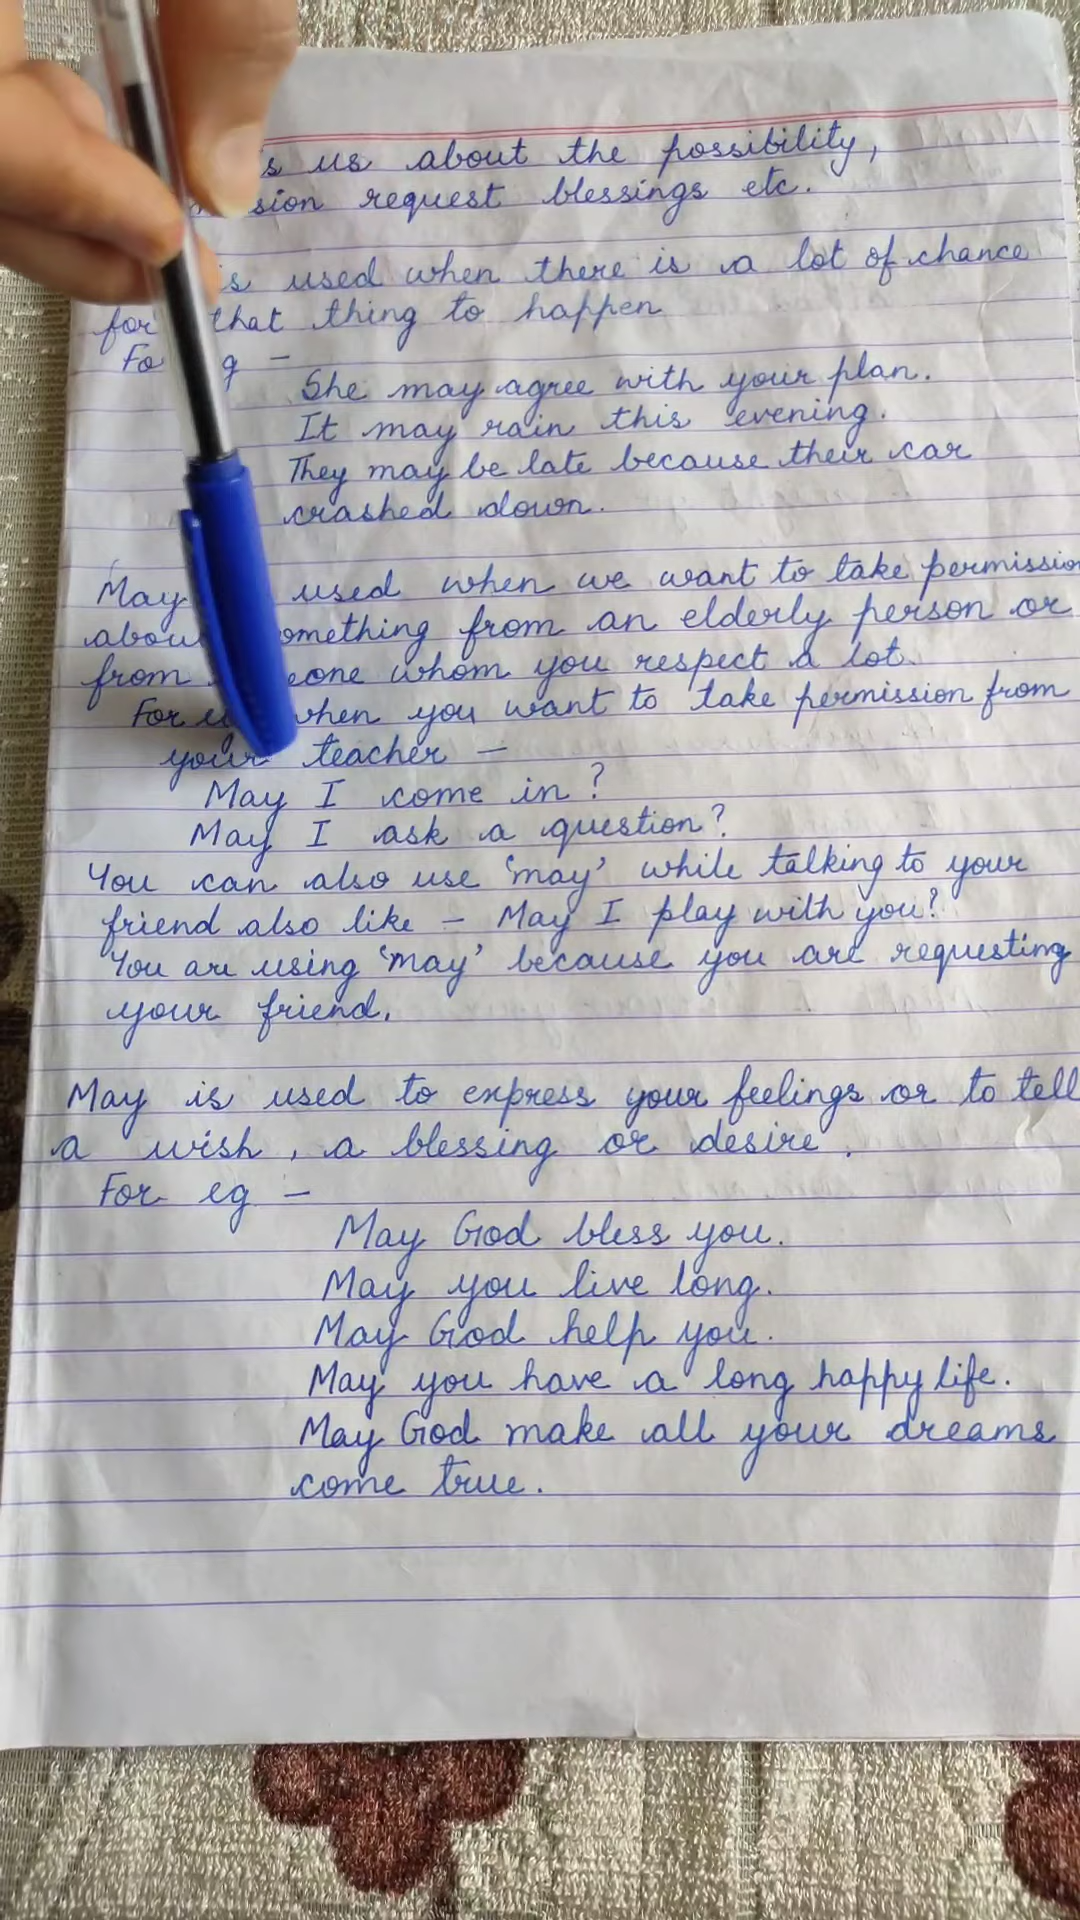 us about the possibility,
request blessings etc.
is used when there is a lot of chance
for that thing to happen
She may agree with your plan.
It may rain this evening.
They may be late because their car
crashed down.
May used when we want to take permission
something from an elderly person or
from whom you respect a lot.
For when you want to take permission from
your teacher -
May I come in?
May I ask a question?
You can also use 'may' while talking to your
friend also like - May I play with you?
You are using 'may' because you are requesting
your friend.
May is used to express your feelings or to tell
a wish, a blessing or desire.
For eg -
May God bless you.
May you live long.
May God help you.
May you have a long happy life.
May God make all your dreams
come true.